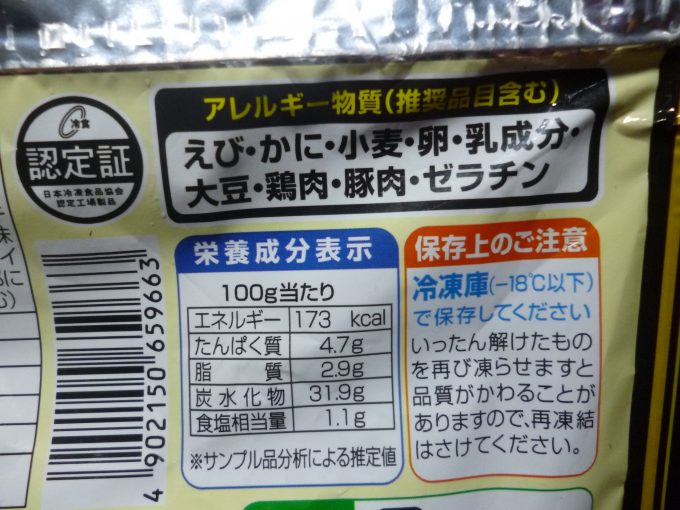 アレルギー物質(推奨品目含む)
えび・かに・小麦・卵・乳成分・
大豆・鶏肉・豚肉・ゼラチン
冷食
認定証
日本冷凍食品協会
認定工場製品
栄養成分表示
100g当たり
エネルギー 173 kcal
たんぱく質 4.7g
脂質 2.9g
炭水化物 31.9g
食塩相当量 1.1g
※サンプル品分析による推定値
保存上のご注意
冷凍庫(-18℃以下)
で保存してください
いったん解けたもの
を再び凍らせますと
品質がかわることが
ありますので、再凍結
はさけてください。
4 902150 659663